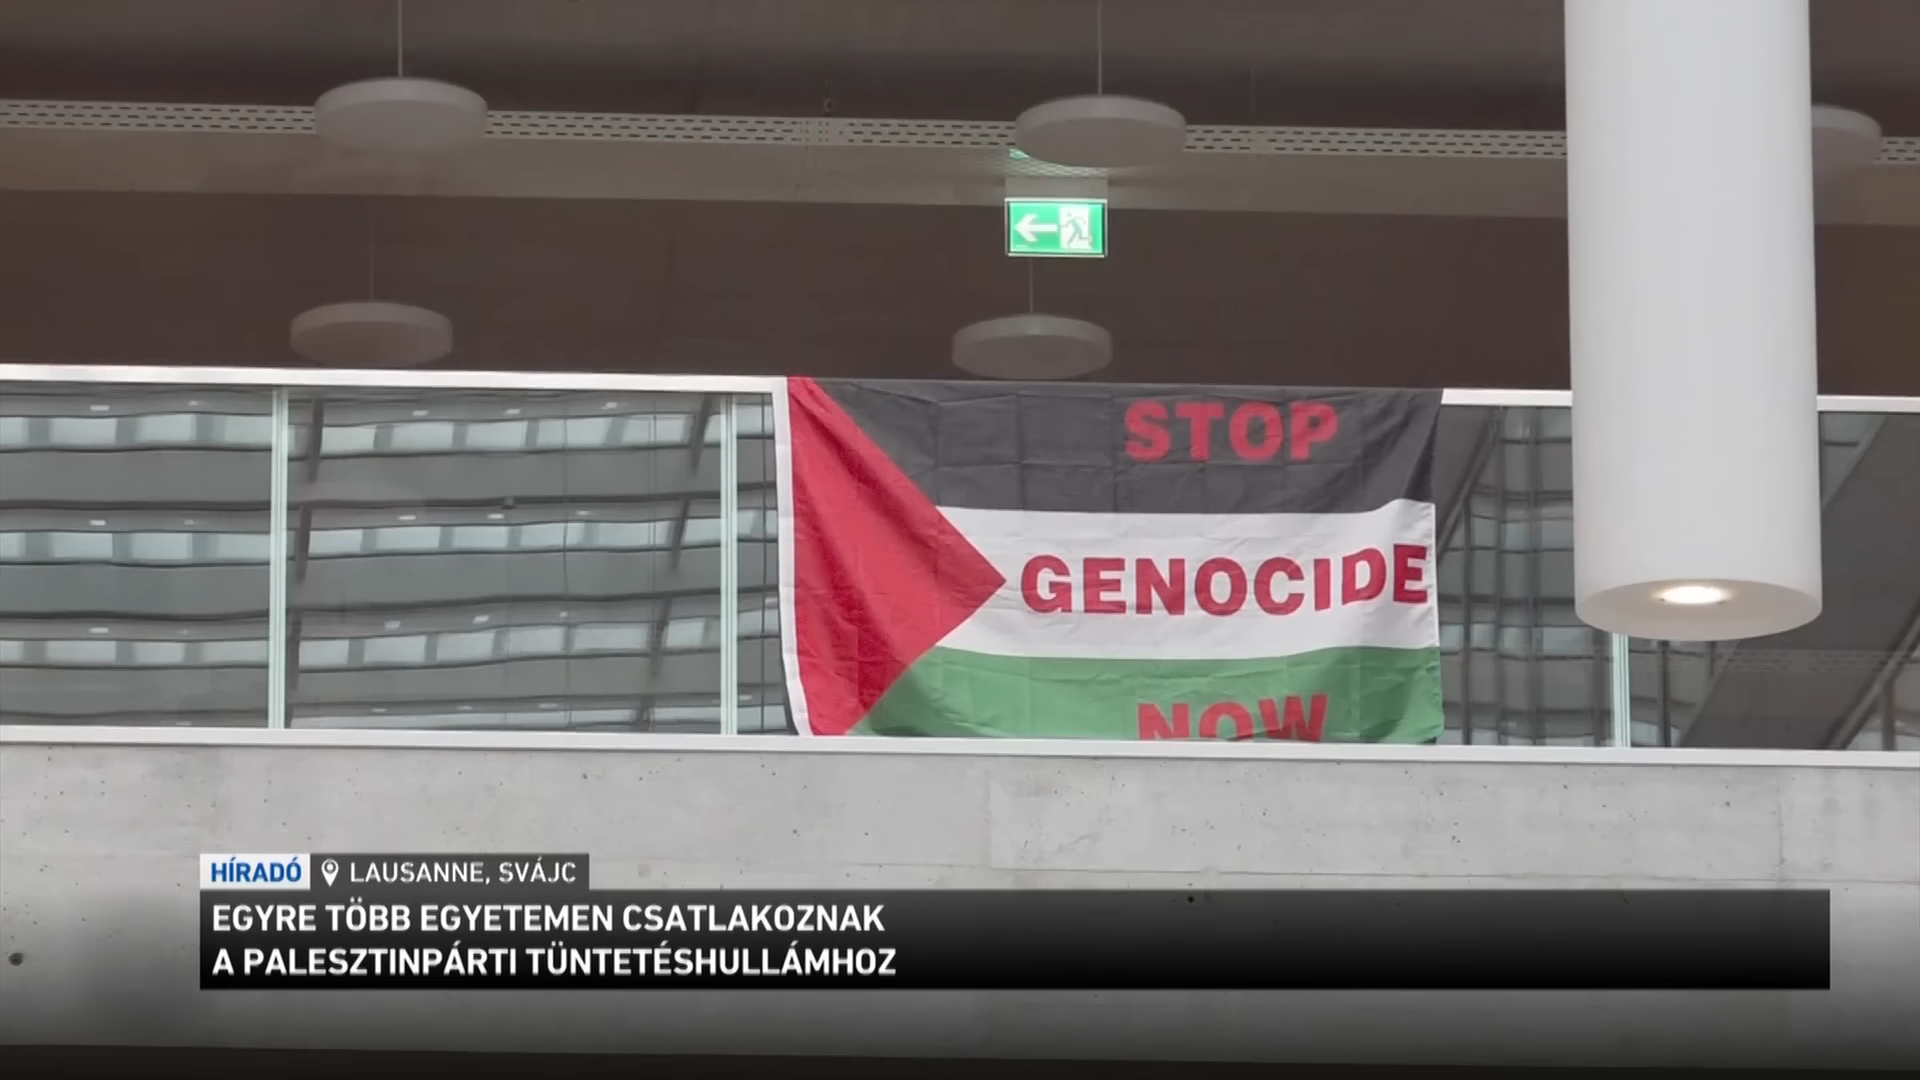 STOP
GENOCIDE
NOW
HÍRADÓ LAUSANNE, SVÁJC
EGYRE TÖBB EGYETEMEN CSATLAKOZNAK
A PALESZTINPÁRTI TÜNTETÉSHULLÁMHOZ